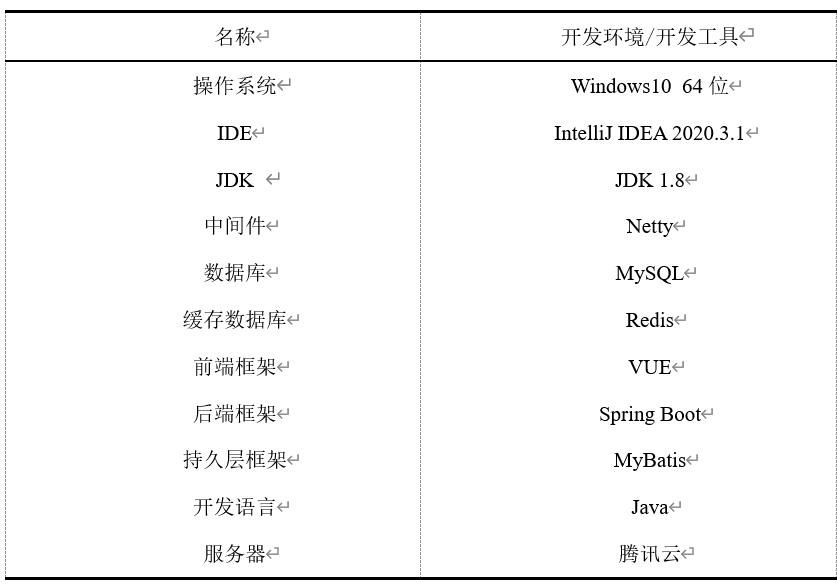 名称 开发环境/开发工具
操作系统 Windows10 64 位
IDE IntelliJ IDEA 2020.3.1
JDK JDK 1.8
中间件 Netty
数据库 MySQL
缓存数据库 Redis
前端框架 VUE
后端框架 Spring Boot
持久层框架 MyBatis
开发语言 Java
服务器 腾讯云